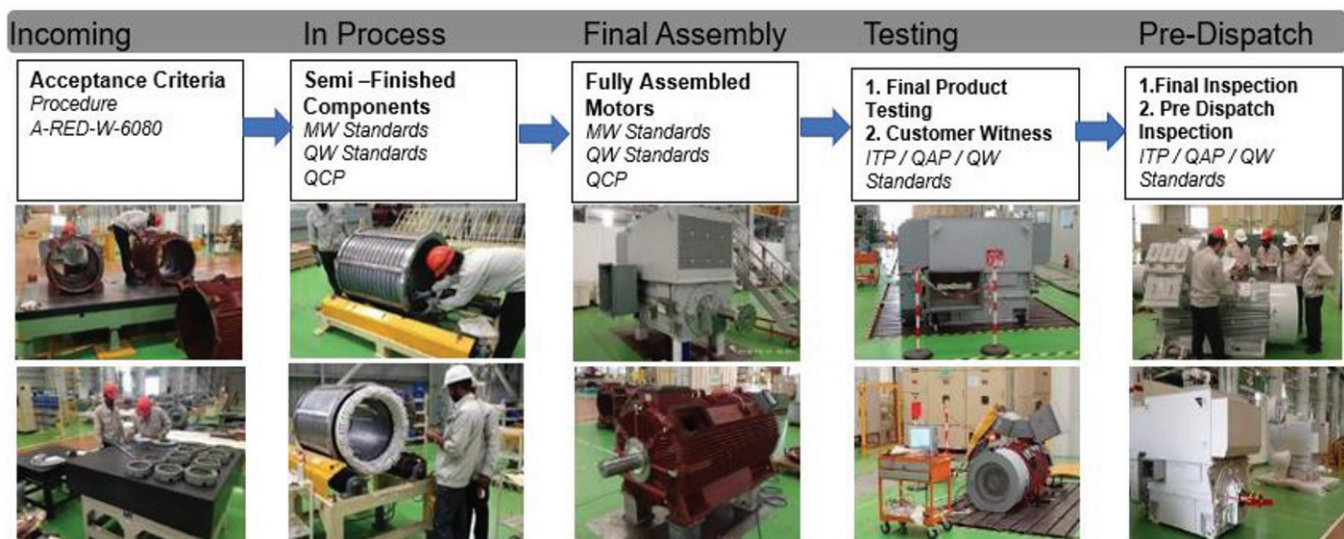 Incoming
In Process
Final Assembly
Testing
Pre-Dispatch
Acceptance Criteria
Procedure
A-RED-W-6080
Semi –Finished
Components
MW Standards
QW Standards
QCP
Fully Assembled
Motors
MW Standards
QW Standards
QCP
1. Final Product
Testing
2. Customer Witness
ITP / QAP / QW
Standards
1.Final Inspection
2. Pre Dispatch
Inspection
ITP / QAP / QW
Standards